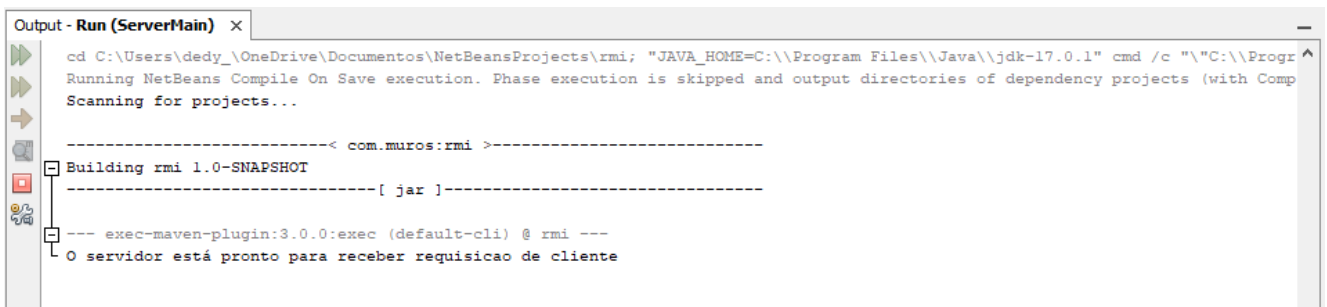 Output - Run (ServerMain) ×
cd C:\Users\dedy_\OneDrive\Documentos\NetBeansProjects\rmi; "JAVA_HOME=C:\\Program Files\\Java\\jdk-17.0.1" cmd /c "\"C:\\Progr
Running NetBeans Compile On Save execution. Phase execution is skipped and output directories of dependency projects (with Comp
Scanning for projects...
---------------------------< com.muros:rmi >----------------------------
Building rmi 1.0-SNAPSHOT
--------------------------------[ jar ]---------------------------------
--- exec-maven-plugin:3.0.0:exec (default-cli) @ rmi ---
O servidor está pronto para receber requisicao de cliente